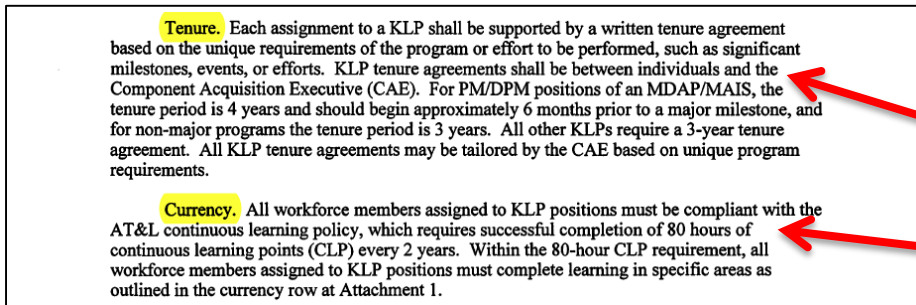 Tenure. Each assignment to a KLP shall be supported by a written tenure agreement
based on the unique requirements of the program or effort to be performed, such as significant
milestones, events, or efforts. KLP tenure agreements shall be between individuals and the
Component Acquisition Executive (CAE). For PM/DPM positions of an MDAP/MAIS, the
tenure period is 4 years and should begin approximately 6 months prior to a major milestone, and
for non-major programs the tenure period is 3 years. All other KLPs require a 3-year tenure
agreement. All KLP tenure agreements may be tailored by the CAE based on unique program
requirements.
Currency. All workforce members assigned to KLP positions must be compliant with the
AT&L continuous learning policy, which requires successful completion of 80 hours of
continuous learning points (CLP) every 2 years. Within the 80-hour CLP requirement, all
workforce members assigned to KLP positions must complete learning in specific areas as
outlined in the currency row at Attachment 1.